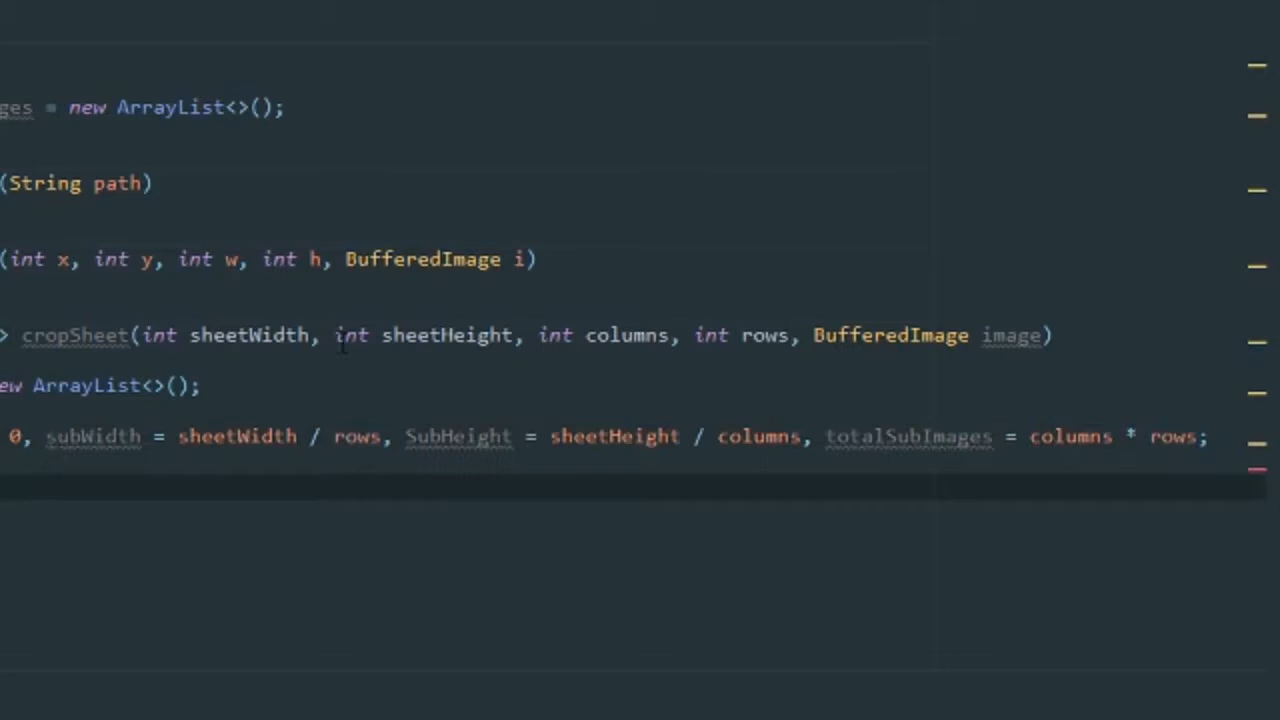 ges = new ArrayList<>();
(String path)
(int x, int y, int w, int h, BufferedImage i)
> cropSheet(int sheetWidth, int sheetHeight, int columns, int rows, BufferedImage image)
ew ArrayList<>();
0, subWidth = sheetWidth / rows, SubHeight = sheetHeight / columns, totalSubImages = columns * rows;